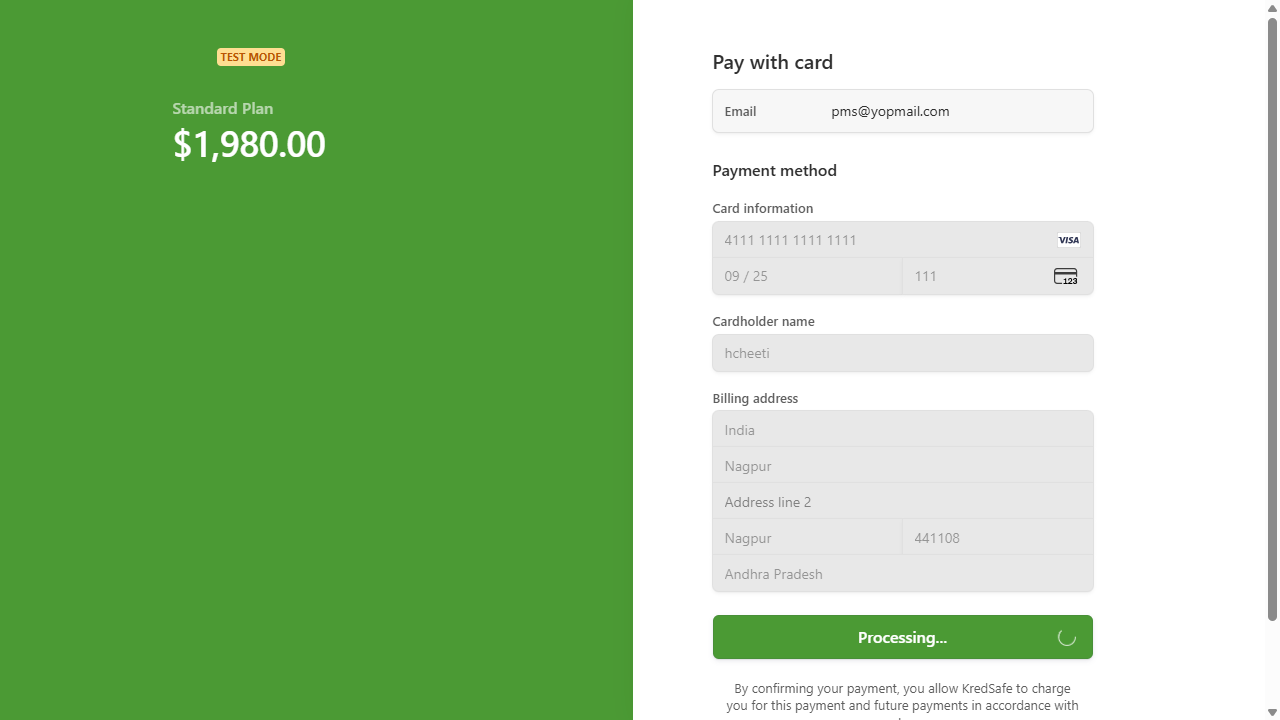 TEST MODE
Standard Plan
$1,980.00
Pay with card
Email pms@yopmail.com
Payment method
Card information
4111 1111 1111 1111 VISA
09 / 25 111 123
Cardholder name
hcheeti
Billing address
India
Nagpur
Address line 2
Nagpur 441108
Andhra Pradesh
Processing...
By confirming your payment, you allow KredSafe to charge
you for this payment and future payments in accordance with